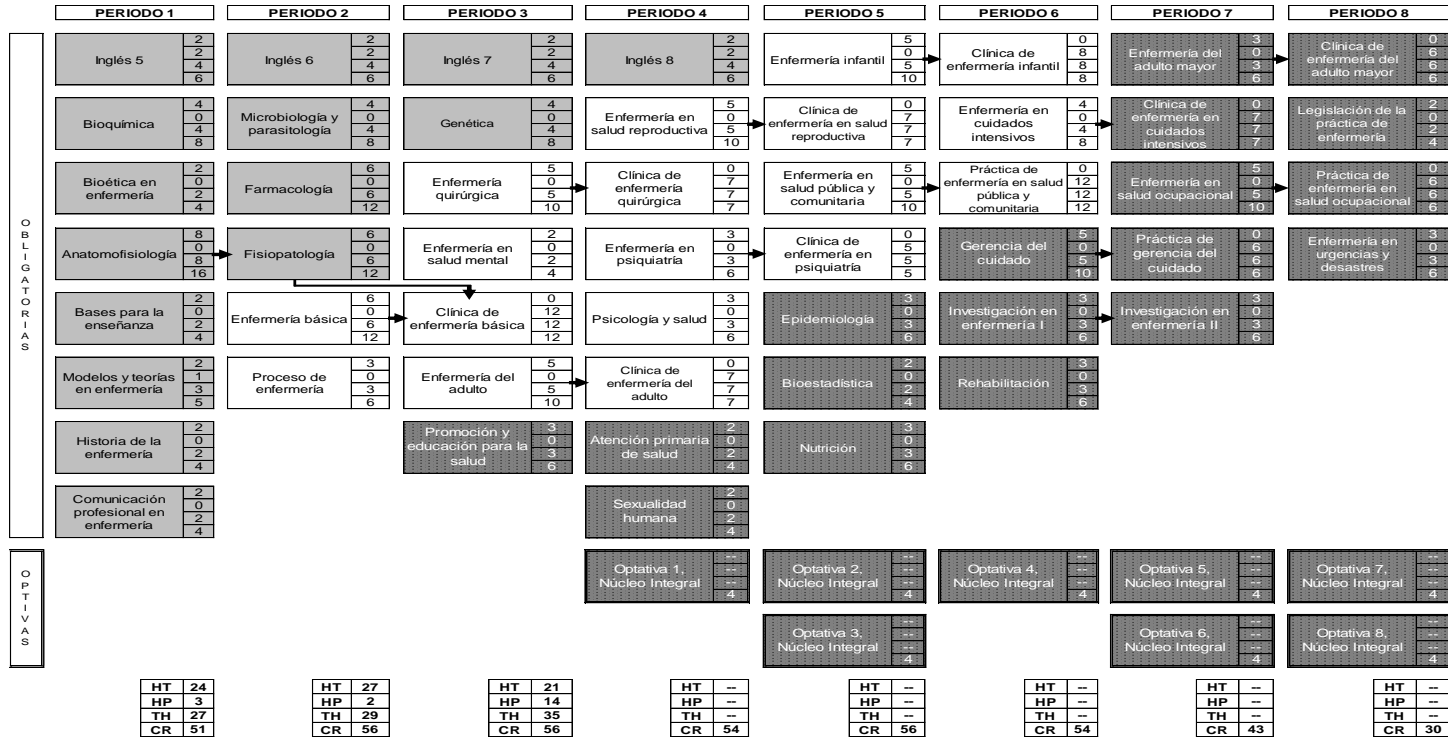 PERIODO 1 PERIODO 2 PERIODO 3 PERIODO 4 PERIODO 5 PERIODO 6 PERIODO 7 PERIODO 8
OBLIGATORIAS
Inglés 5
2
2
4
6
Inglés 6
2
2
4
6
Inglés 7
2
2
4
6
Inglés 8
2
2
4
6
Enfermería infantil
5
0
5
10
Clínica de
enfermería infantil
0
8
8
8
Enfermería del
adulto mayor
3
0
3
6
Clínica de
enfermería del
adulto mayor
0
6
6
6
Bioquímica
4
0
4
8
Microbiología y
parasitología
4
0
4
8
Genética
4
0
4
8
Enfermería en
salud reproductiva
5
0
5
10
Clínica de
enfermería en salud
reproductiva
0
7
7
7
Enfermería en
cuidados
intensivos
4
0
4
8
Clínica de
enfermería en
cuidados
intensivos
0
7
7
7
Legislación de la
práctica de
enfermería
2
0
2
4
Bioética en
enfermería
2
0
2
4
Farmacología
6
0
6
12
Enfermería
quirúrgica
5
0
5
10
Clínica de
enfermería
quirúrgica
0
7
7
7
Enfermería en
salud pública y
comunitaria
5
0
5
10
Práctica de
enfermería en salud
pública y
comunitaria
0
12
12
12
Enfermería en
salud ocupacional
5
0
5
10
Práctica de
enfermería en
salud ocupacional
0
6
6
6
Anatomofisiología
8
0
8
16
Fisiopatología
6
0
6
12
Enfermería en
salud mental
2
0
2
4
Enfermería en
psiquiatría
3
0
3
6
Clínica de
enfermería en
psiquiatría
0
5
5
5
Gerencia del
cuidado
5
0
5
10
Práctica de
gerencia del
cuidado
0
6
6
6
Enfermería en
urgencias y
desastres
3
0
3
6
Bases para la
enseñanza
2
0
2
4
Enfermería básica
6
0
6
12
Clínica de
enfermería básica
0
12
12
12
Psicología y salud
3
0
3
6
Epidemiología
3
0
3
6
Investigación en
enfermería I
3
0
3
6
Investigación en
enfermería II
3
0
3
6
Modelos y teorías
en enfermería
2
1
3
5
Proceso de
enfermería
3
0
3
6
Enfermería del
adulto
5
0
5
10
Clínica de
enfermería del
adulto
0
7
7
7
Bioestadística
2
0
2
4
Rehabilitación
3
0
3
6
Historia de la
enfermería
2
0
2
4
Promoción y
educación para la
salud
3
0
3
6
Atención primaria
de salud
2
0
2
4
Nutrición
3
0
3
6
Comunicación
profesional en
enfermería
2
0
2
4
Sexualidad
humana
2
0
2
4
OPTIVAS
Optativa 1,
Núcleo Integral
--
--
--
4
Optativa 2,
Núcleo Integral
--
--
--
4
Optativa 4,
Núcleo Integral
--
--
--
4
Optativa 5,
Núcleo Integral
--
--
--
4
Optativa 7,
Núcleo Integral
--
--
--
4
Optativa 3,
Núcleo Integral
--
--
--
4
Optativa 6,
Núcleo Integral
--
--
--
4
Optativa 8,
Núcleo Integral
--
--
--
4
HT 24 HT 27 HT 21 HT -- HT -- HT -- HT -- HT --
HP 3 HP 2 HP 14 HP -- HP -- HP -- HP -- HP --
TH 27 TH 29 TH 35 TH -- TH -- TH -- TH -- TH --
CR 51 CR 56 CR 56 CR 54 CR 56 CR 54 CR 43 CR 30